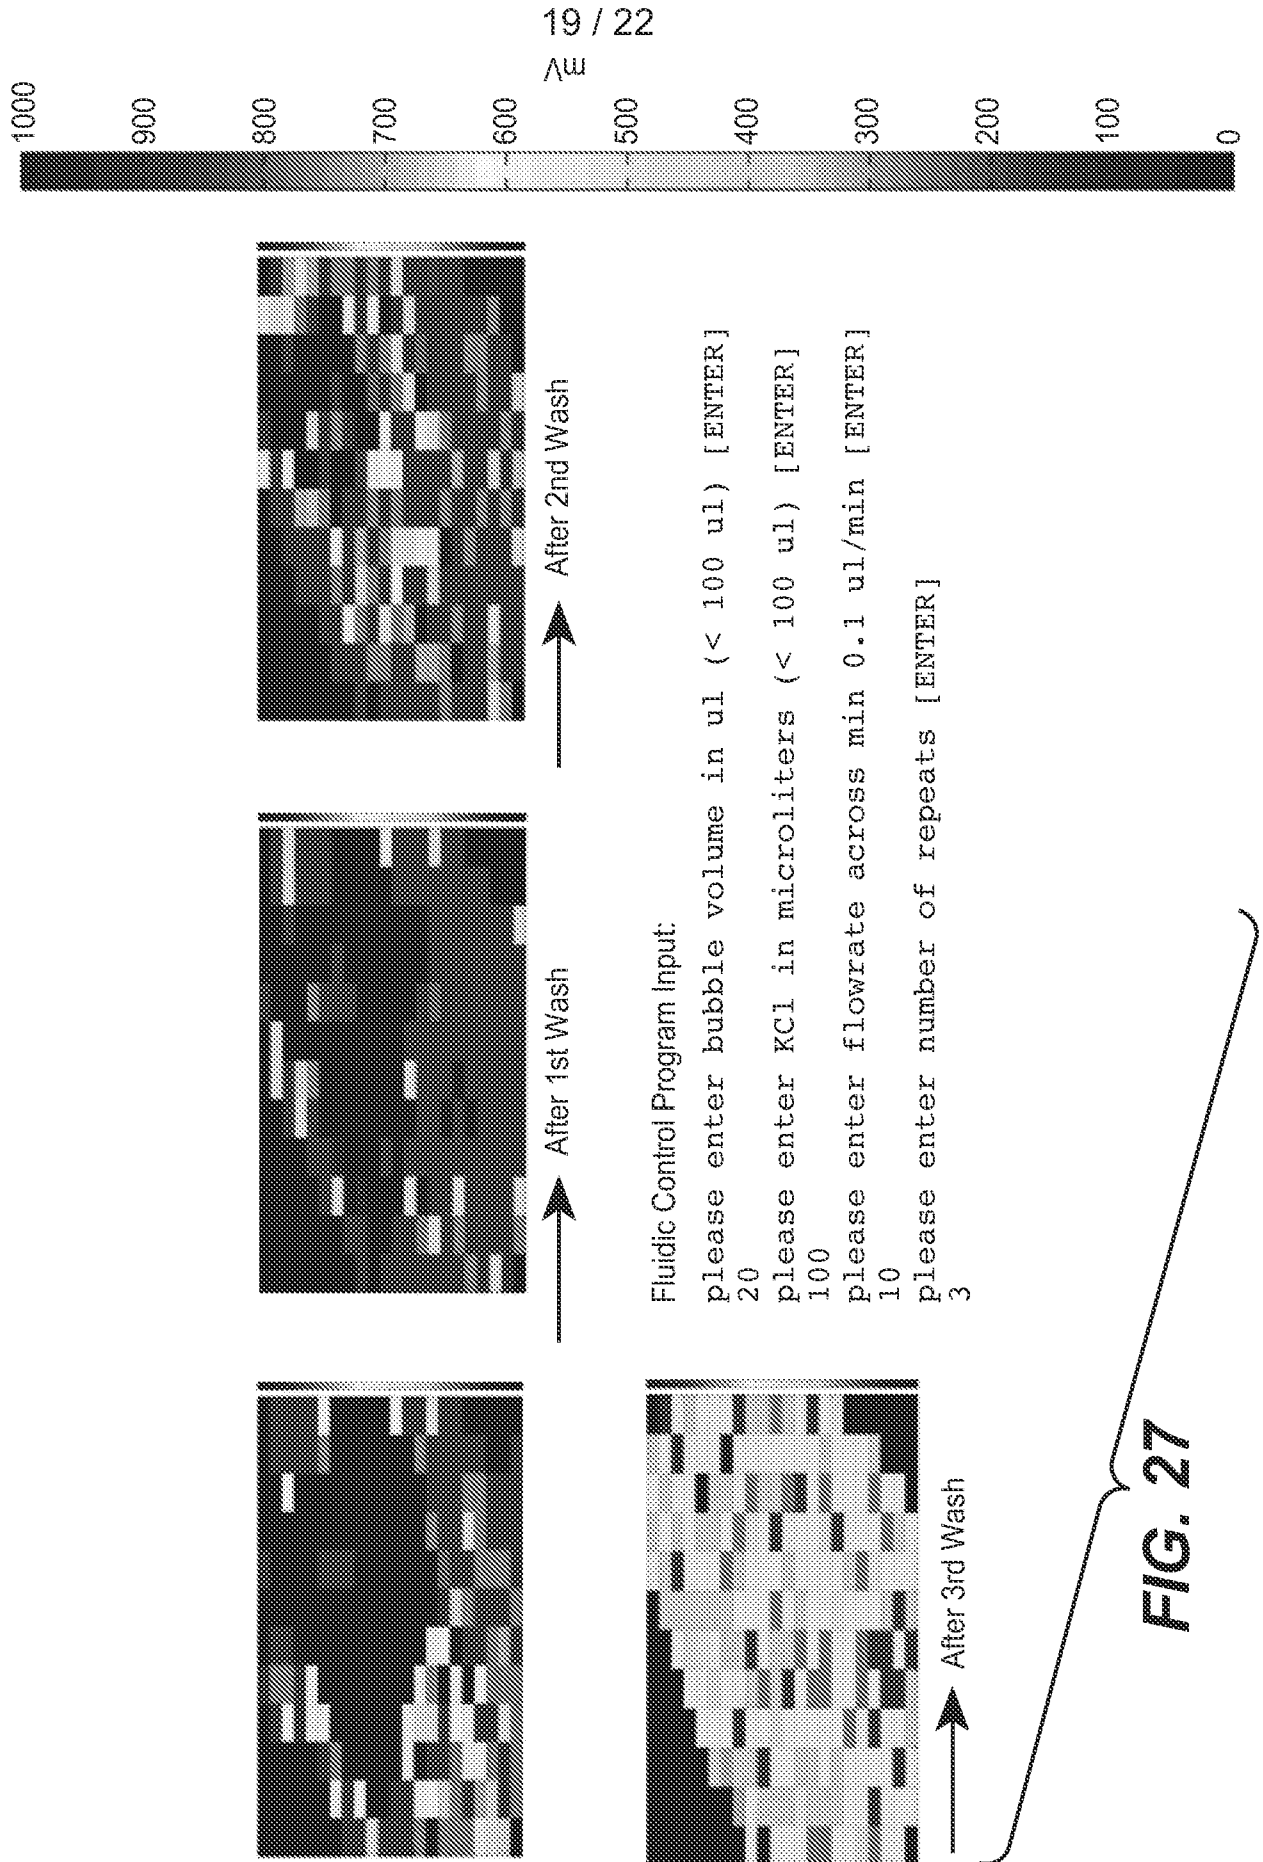 19 / 22
mV
1000
900
800
700
600
500
400
300
200
100
0
After 1st Wash
After 2nd Wash
After 3rd Wash
Fluidic Control Program Input:
please enter bubble volume in ul (< 100 ul) [ENTER]
20
please enter KCl in microliters (< 100 ul) [ENTER]
100
please enter flowrate across min 0.1 ul/min [ENTER]
10
please enter number of repeats [ENTER]
3
FIG. 27